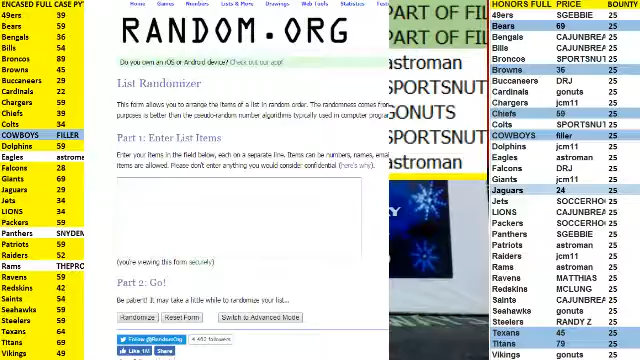 ENCASED FULL CASE PY
49ers 39
Bears 59
Bengals 36
Bills 54
Broncos 89
Browns 45
Buccaneers 29
Cardinals 22
Chargers 59
Chiefs 39
Colts 34
COWBOYS FILLER
Dolphins 59
Eagles astroma
Falcons 28
Giants 69
Jaguars 29
Jets 34
LIONS 34
Packers 59
Panthers SNYDEM
Patriots 59
Raiders 52
Rams THEPRO
Ravens 59
Redskins 42
Saints 54
Seahawks 59
Steelers 59
Texans 64
Titans 69
Vikings 49
Home Games Numbers Lists & More Drawings Web Tools Statistics Test
RANDOM.ORG
Do you own an iOS or Android device? Check out our app!
List Randomizer
This form allows you to arrange the items of a list in random order. The randomness comes from
purposes is better than the pseudo-random number algorithms typically used in computer program
Part 1: Enter List Items
Enter your items in the field below, each on a separate line. Items can be numbers, names, email
items are allowed. Please don't enter anything you would consider confidential (here's why).
(you're viewing this form securely)
Part 2: Go!
Be patient! It may take a little while to randomize your list...
Randomize Reset Form Switch to Advanced Mode
Follow @RandomOrg 4,460 followers
Like 1M Share
PART OF FIL
PART OF FIL
astroman
SPORTSNUT
GONUTS
SPORTSNUT
astroman
HONORS FULL PRICE BOUNTY
49ers SGEBBIE 25
Bears 69 25
Bengals CAJUNBREA 25
Bills CAJUNBREA 25
Broncos SPORTSNUT 25
Browns 36 25
Buccaneers DRJ 25
Cardinals gonuts 25
Chargers jcm11 25
Chiefs 59 25
Colts SPORTSNUT 25
COWBOYS filler 25
Dolphins jcm11 25
Eagles astroman 25
Falcons DRJ 25
Giants jcm11 25
Jaguars 24 25
Jets SOCCERHO 25
LIONS CAJUNBREA 25
Packers SOCCERHO 25
Panthers SGEBBIE 25
Patriots astroman 25
Raiders jcm11 25
Rams astroman 25
Ravens MATTHIAS 25
Redskins MCLUNG 25
Saints CAJUNBREA 25
Seahawks gonuts 25
Steelers RANDY Z 25
Texans 45 25
Titans 79 25
Vikings gonuts 25